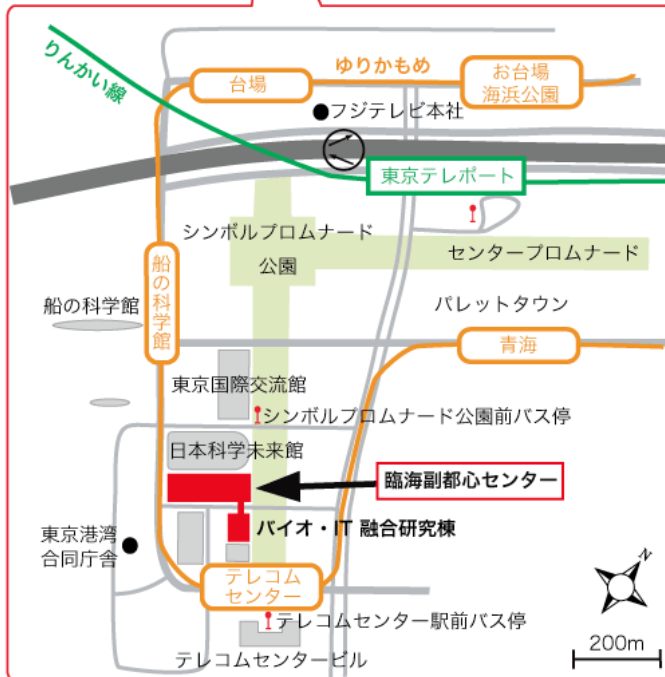 りんかい線
台場
ゆりかもめ
お台場
海浜公園
フジテレビ本社
東京テレポート
シンボルプロムナード
公園
センタープロムナード
船の科学館
船の科学館
パレットタウン
青海
東京国際交流館
シンボルプロムナード公園前バス停
日本科学未来館
臨海副都心センター
東京港湾
合同庁舎
バイオ・IT 融合研究棟
テレコム
センター
テレコムセンター駅前バス停
テレコムセンタービル
N
200m